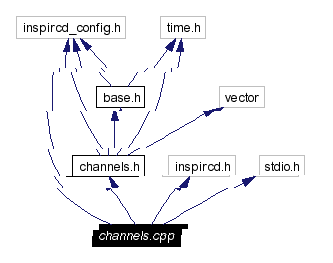 inspircd_config.h
time.h
base.h
vector
channels.h
inspircd.h
stdio.h
channels.cpp